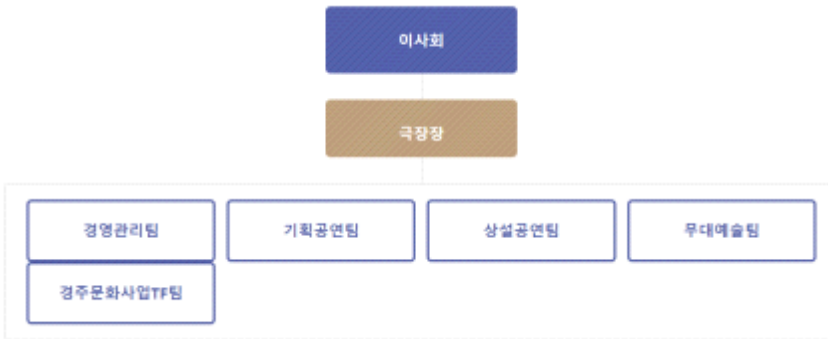 이사회
극장장
경영관리팀
기획공연팀
상설공연팀
무대예술팀
경주문화사업TF팀